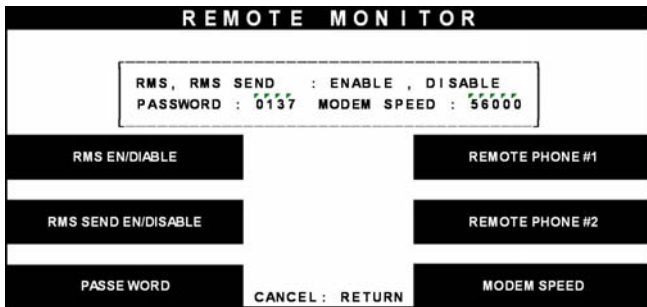 REMOTE MONITOR
RMS, RMS SEND : ENABLE , DISABLE
PASSWORD : 0137 MODEM SPEED : 56000
RMS EN/DIABLE
REMOTE PHONE #1
RMS SEND EN/DISABLE
REMOTE PHONE #2
PASSE WORD
CANCEL: RETURN
MODEM SPEED